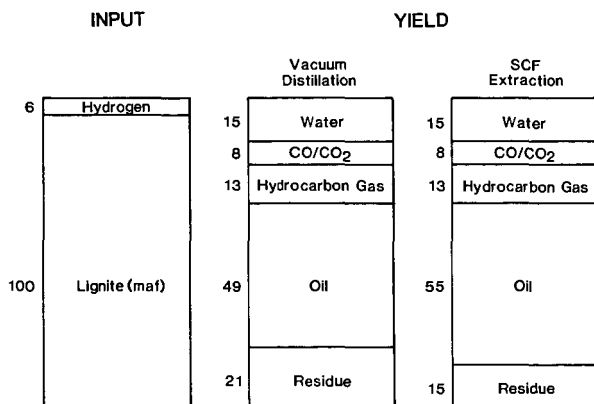 INPUT
YIELD
Vacuum
Distillation
SCF
Extraction
6 Hydrogen
100 Lignite (maf)
15 Water
8 CO/CO2
13 Hydrocarbon Gas
49 Oil
21 Residue
15 Water
8 CO/CO2
13 Hydrocarbon Gas
55 Oil
15 Residue